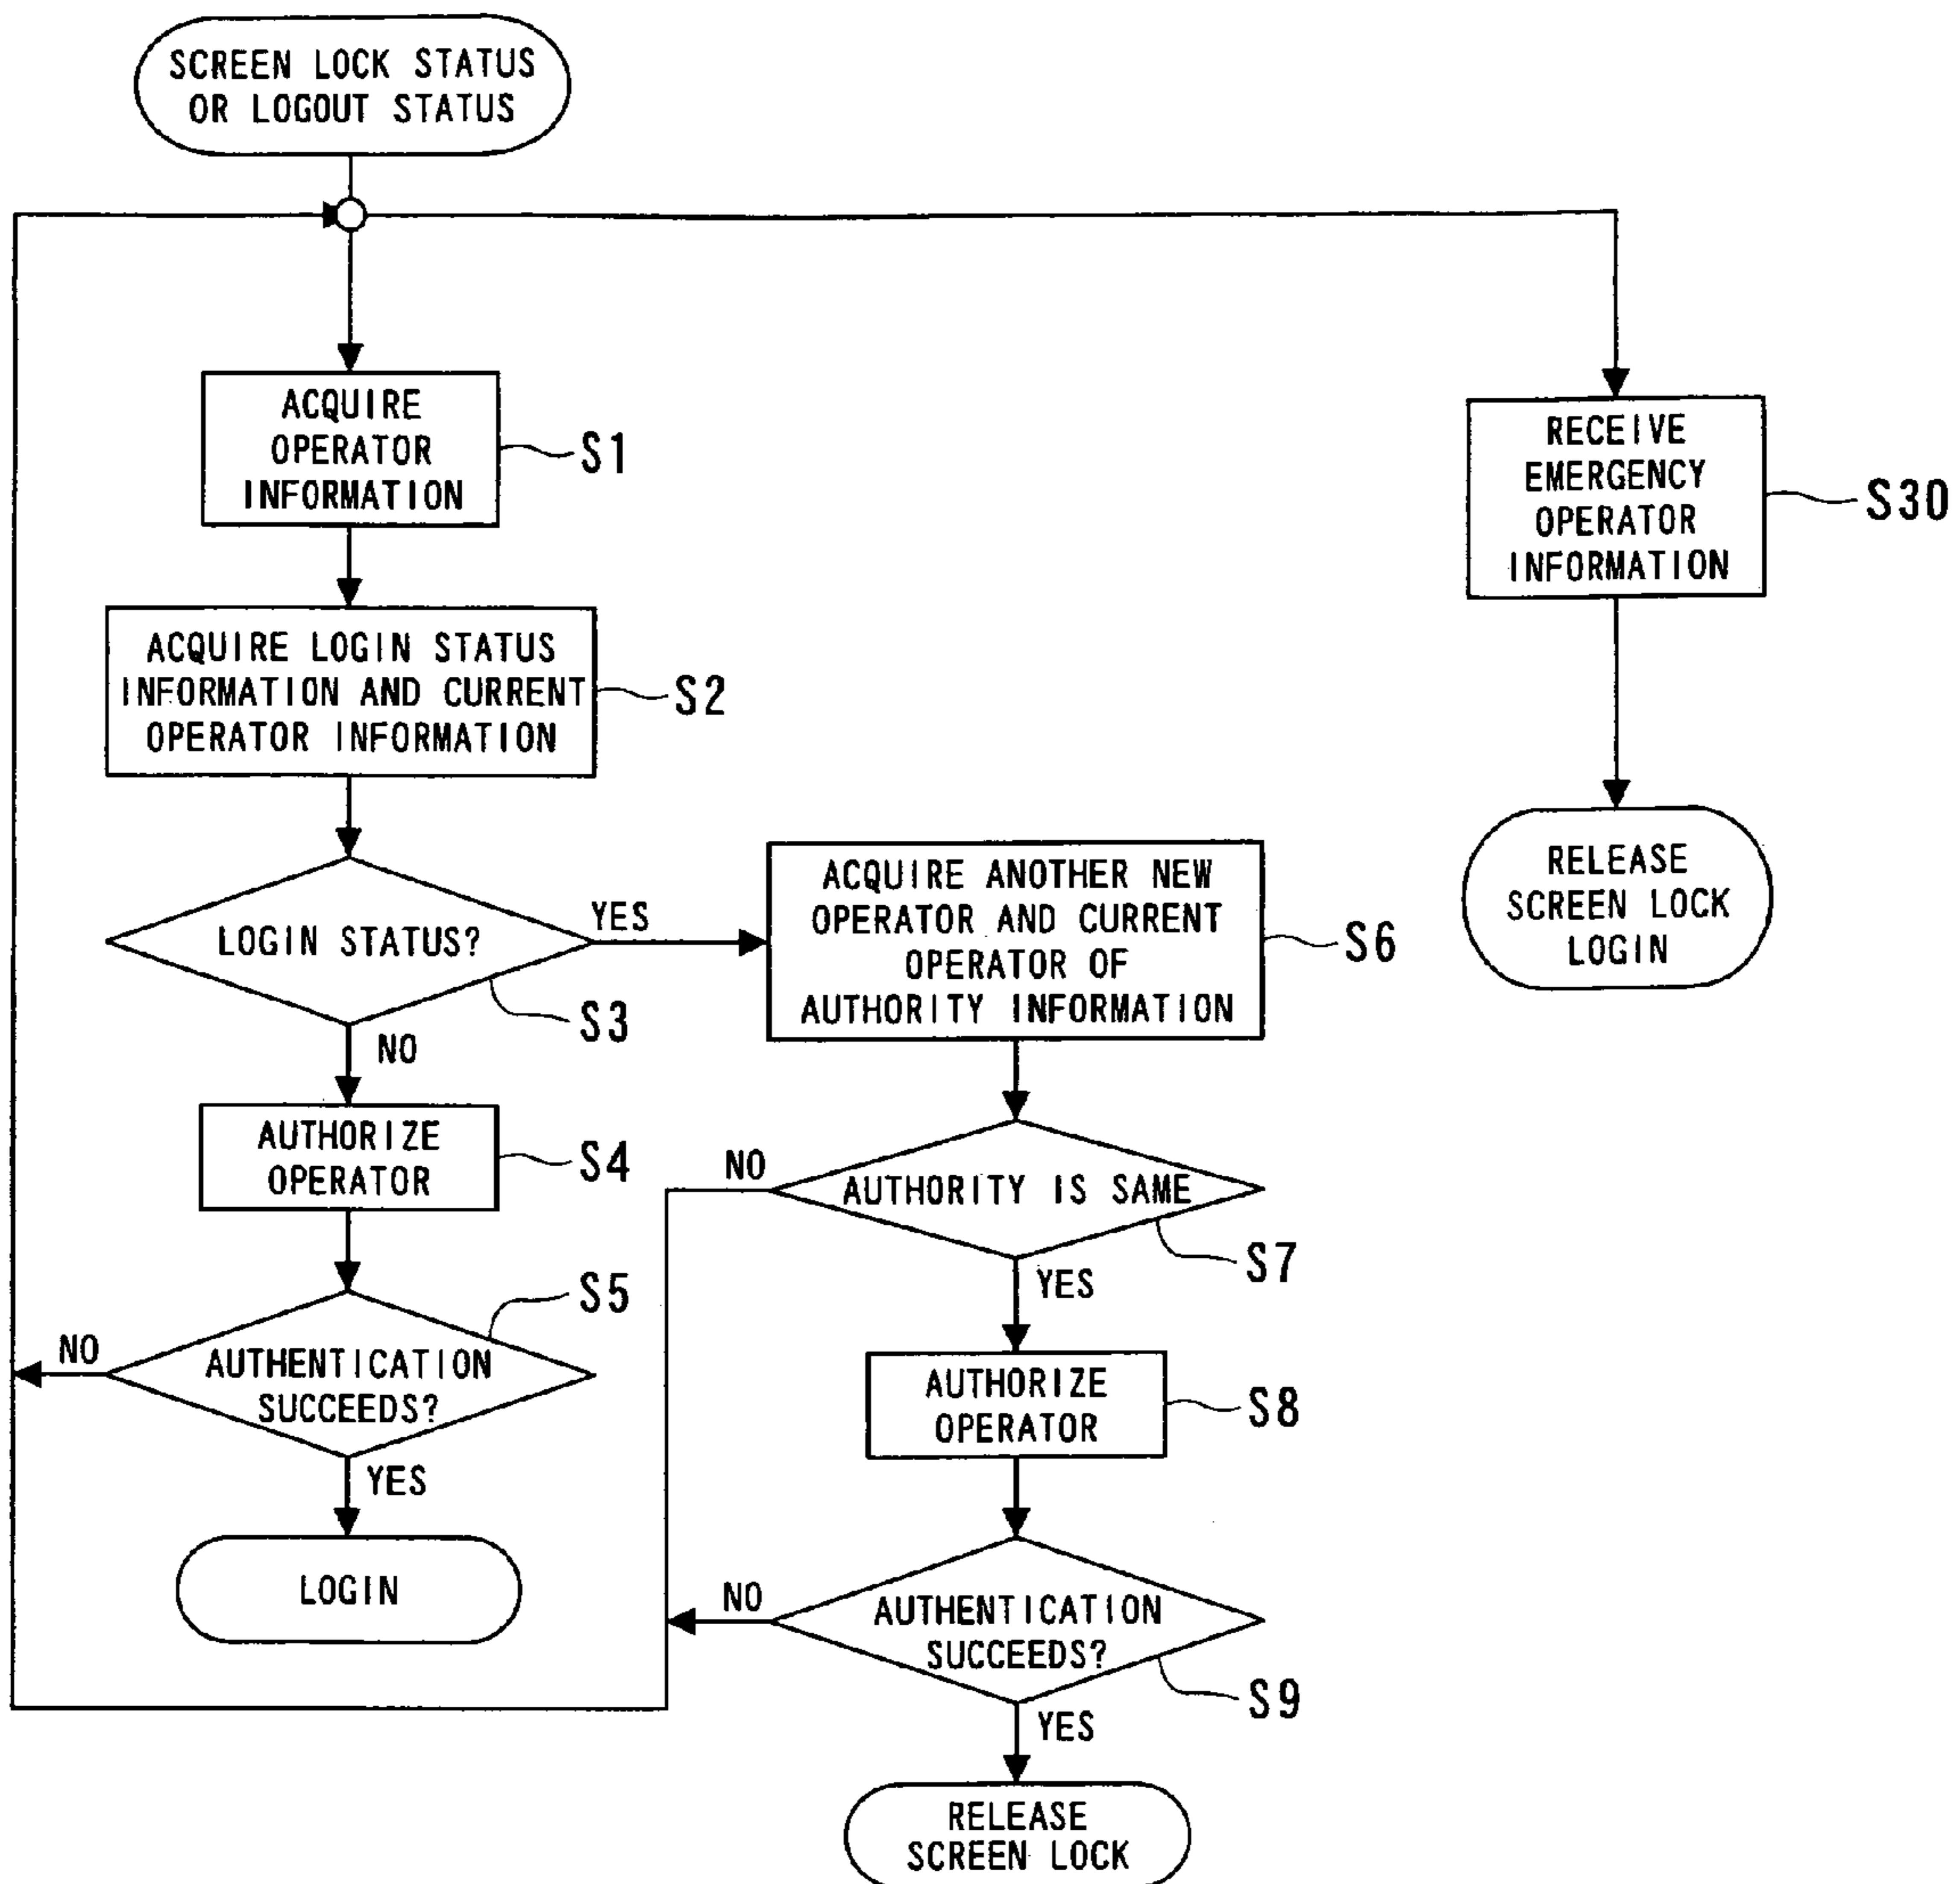 SCREEN LOCK STATUS
OR LOGOUT STATUS
ACQUIRE
OPERATOR
INFORMATION
S1
RECEIVE
EMERGENCY
OPERATOR
INFORMATION
S30
ACQUIRE LOGIN STATUS
INFORMATION AND CURRENT
OPERATOR INFORMATION
S2
RELEASE
SCREEN LOCK
LOGIN
LOGIN STATUS?
YES
S3
NO
ACQUIRE ANOTHER NEW
OPERATOR AND CURRENT
OPERATOR OF
AUTHORITY INFORMATION
S6
AUTHORIZE
OPERATOR
S4
NO
AUTHORITY IS SAME
S7
YES
S5
NO
AUTHENTICATION
SUCCEEDS?
YES
AUTHORIZE
OPERATOR
S8
LOGIN
NO
AUTHENTICATION
SUCCEEDS?
S9
YES
RELEASE
SCREEN LOCK